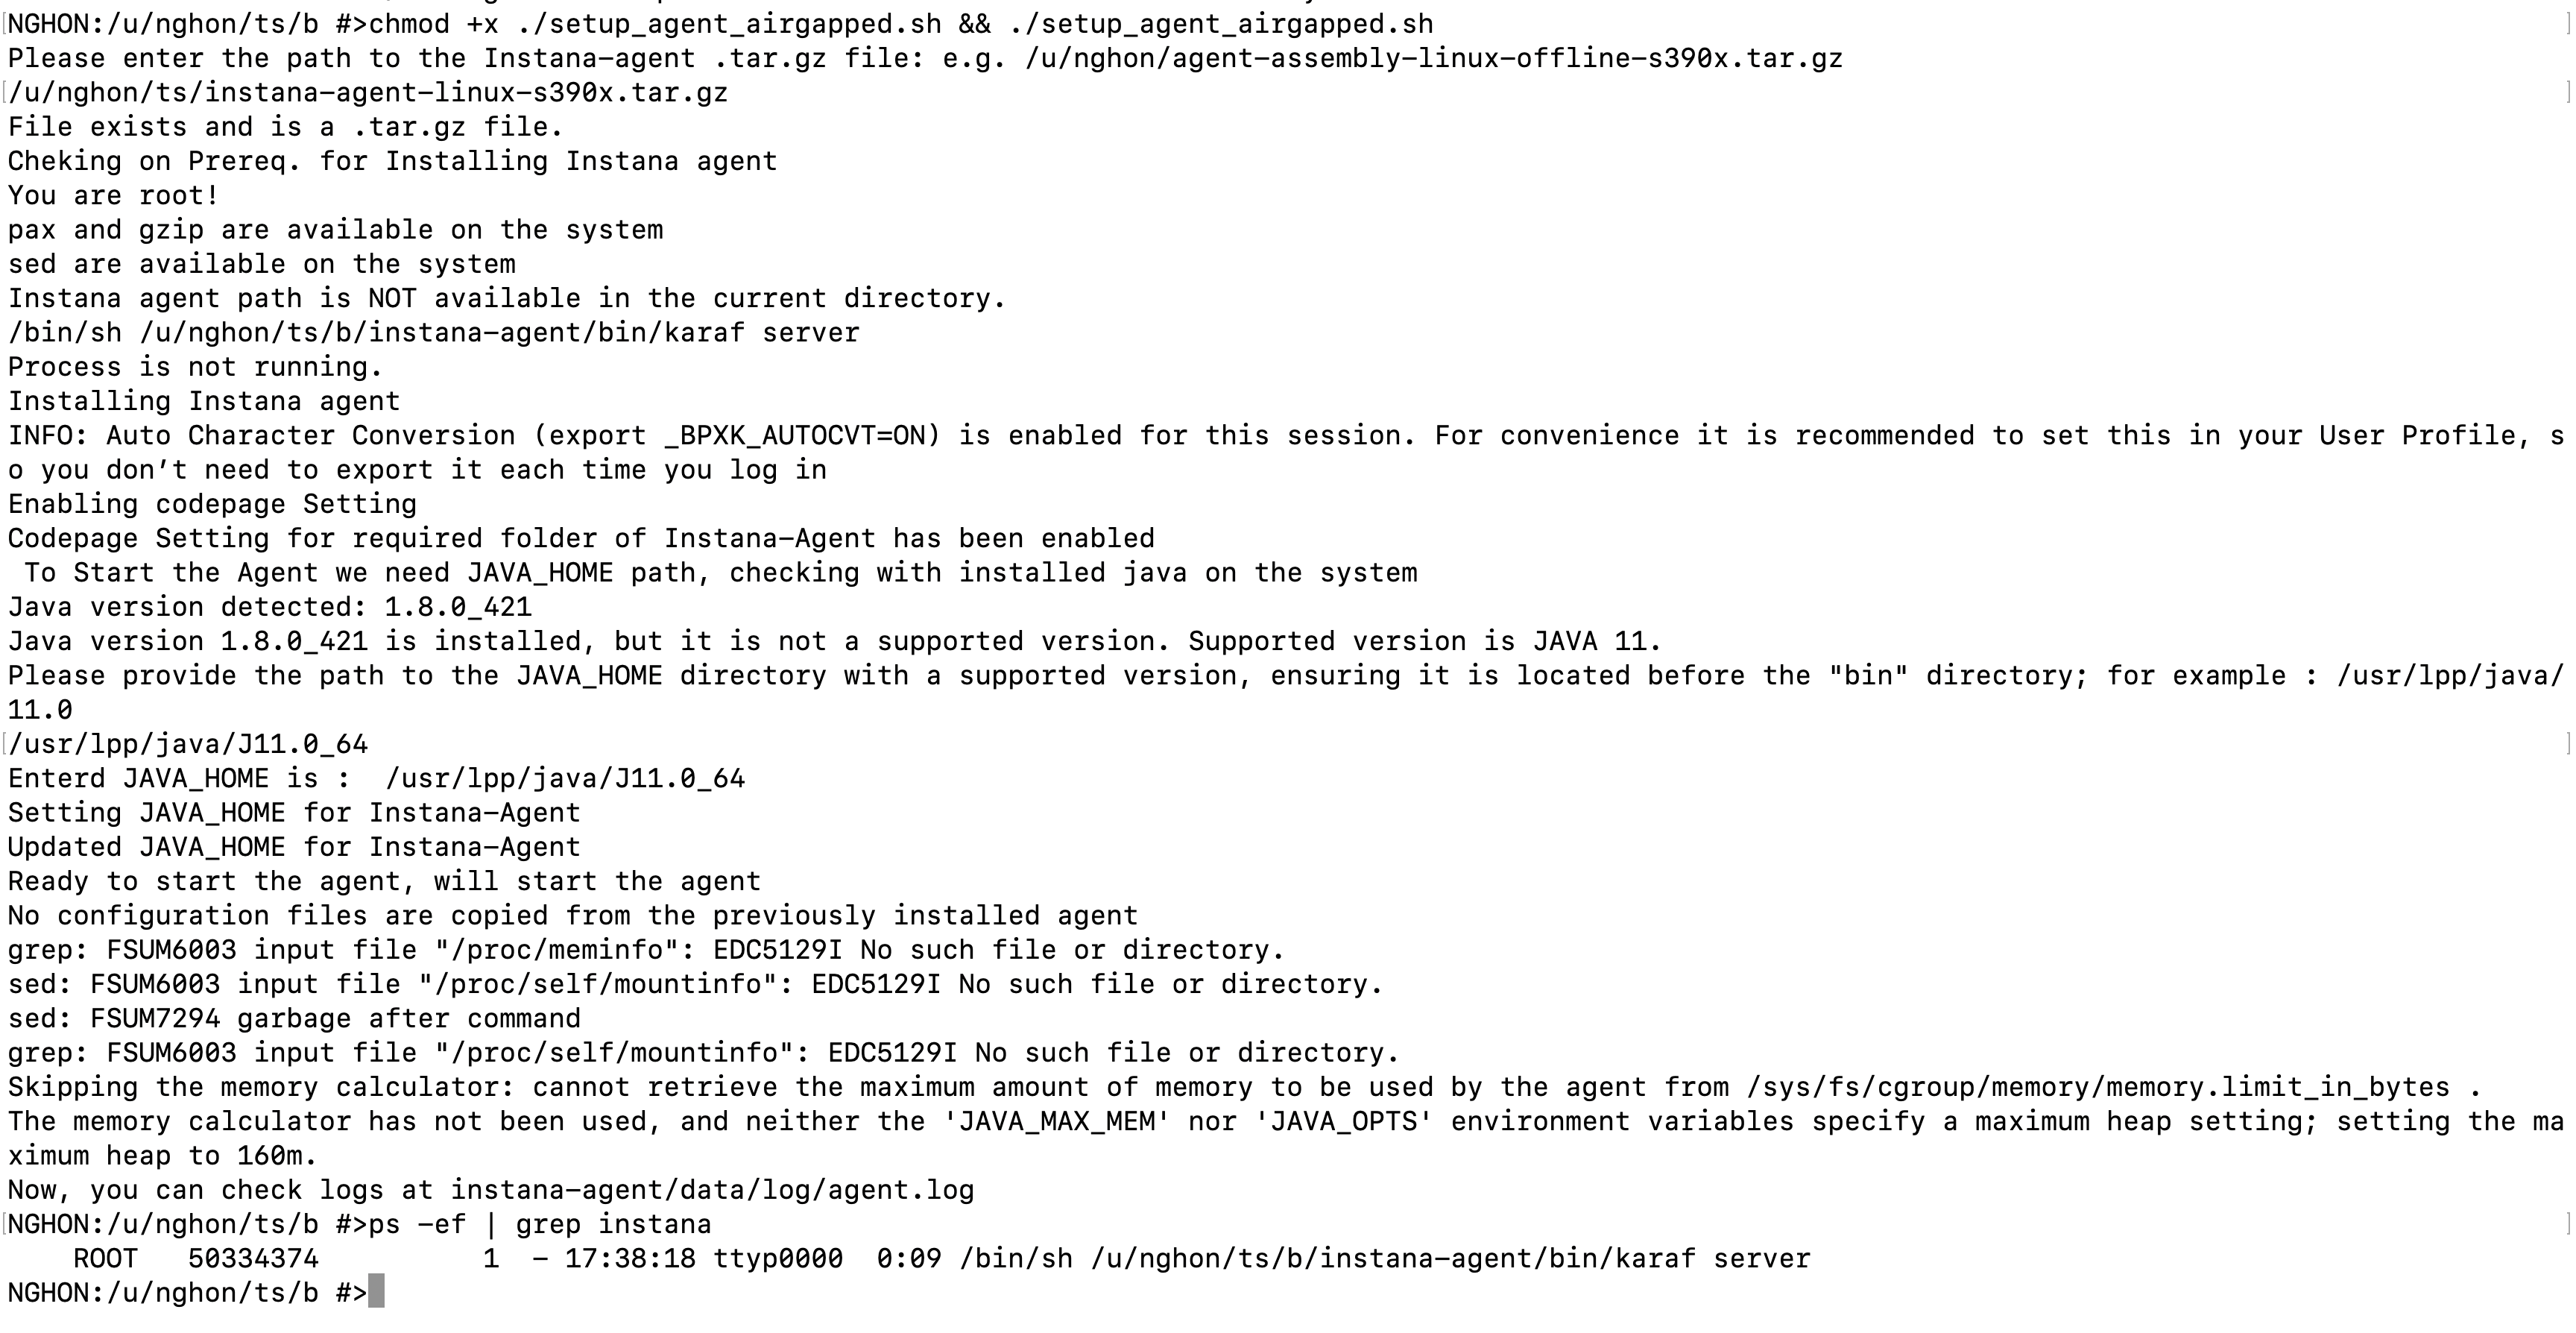 NGHON:/u/nghon/ts/b #>chmod +x ./setup_agent_airgapped.sh && ./setup_agent_airgapped.sh
Please enter the path to the Instana-agent .tar.gz file: e.g. /u/nghon/agent-assembly-linux-offline-s390x.tar.gz
/u/nghon/ts/instana-agent-linux-s390x.tar.gz
File exists and is a .tar.gz file.
Cheking on Prereq. for Installing Instana agent
You are root!
pax and gzip are available on the system
sed are available on the system
Instana agent path is NOT available in the current directory.
/bin/sh /u/nghon/ts/b/instana-agent/bin/karaf server
Process is not running.
Installing Instana agent
INFO: Auto Character Conversion (export _BPXK_AUTOCVT=ON) is enabled for this session. For convenience it is recommended to set this in your User Profile, s
o you don’t need to export it each time you log in
Enabling codepage Setting
Codepage Setting for required folder of Instana-Agent has been enabled
 To Start the Agent we need JAVA_HOME path, checking with installed java on the system
Java version detected: 1.8.0_421
Java version 1.8.0_421 is installed, but it is not a supported version. Supported version is JAVA 11.
Please provide the path to the JAVA_HOME directory with a supported version, ensuring it is located before the "bin" directory; for example : /usr/lpp/java/
11.0
/usr/lpp/java/J11.0_64
Enterd JAVA_HOME is :  /usr/lpp/java/J11.0_64
Setting JAVA_HOME for Instana-Agent
Updated JAVA_HOME for Instana-Agent
Ready to start the agent, will start the agent
No configuration files are copied from the previously installed agent
grep: FSUM6003 input file "/proc/meminfo": EDC5129I No such file or directory.
sed: FSUM6003 input file "/proc/self/mountinfo": EDC5129I No such file or directory.
sed: FSUM7294 garbage after command
grep: FSUM6003 input file "/proc/self/mountinfo": EDC5129I No such file or directory.
Skipping the memory calculator: cannot retrieve the maximum amount of memory to be used by the agent from /sys/fs/cgroup/memory/memory.limit_in_bytes .
The memory calculator has not been used, and neither the 'JAVA_MAX_MEM' nor 'JAVA_OPTS' environment variables specify a maximum heap setting; setting the ma
ximum heap to 160m.
Now, you can check logs at instana-agent/data/log/agent.log
NGHON:/u/nghon/ts/b #>ps -ef | grep instana
    ROOT   50334374          1  - 17:38:18 ttyp0000  0:09 /bin/sh /u/nghon/ts/b/instana-agent/bin/karaf server
NGHON:/u/nghon/ts/b #>